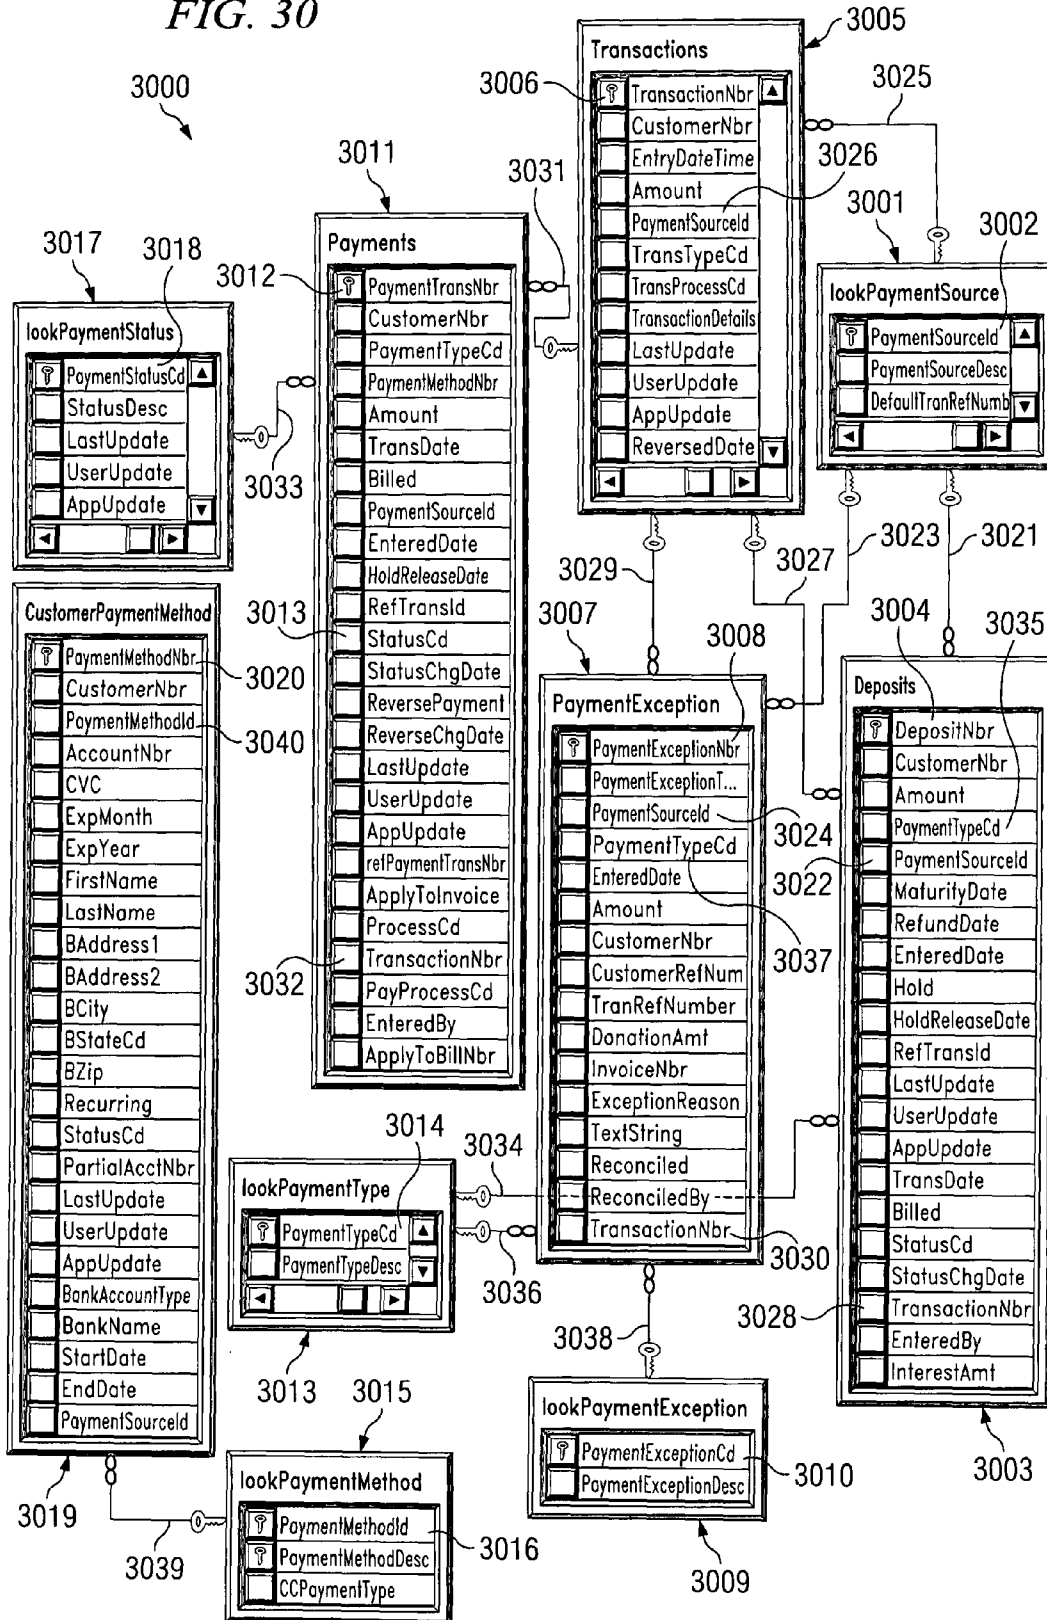 FIG. 30
3000
Transactions
3005
3006
TransactionNbr
CustomerNbr
EntryDateTime
Amount
PaymentSourceId
TransTypeCd
TransProcessCd
TransactionDetails
LastUpdate
UserUpdate
AppUpdate
ReversedDate
3025
3026
3031
3001
3002
lookPaymentSource
PaymentSourceId
PaymentSourceDesc
DefaultTranRefNumb
3011
Payments
3012
PaymentTransNbr
CustomerNbr
PaymentTypeCd
PaymentMethodNbr
Amount
TransDate
Billed
PaymentSourceId
EnteredDate
HoldReleaseDate
RefTransId
3013
StatusCd
StatusChgDate
ReversePayment
ReverseChgDate
LastUpdate
UserUpdate
AppUpdate
refPaymentTransNbr
ApplyToInvoice
ProcessCd
3032
TransactionNbr
PayProcessCd
EnteredBy
ApplyToBillNbr
3017
3018
lookPaymentStatus
PaymentStatusCd
StatusDesc
LastUpdate
UserUpdate
AppUpdate
3033
3029
3027
3023
3021
CustomerPaymentMethod
PaymentMethodNbr
3020
CustomerNbr
PaymentMethodId
3040
AccountNbr
CVC
ExpMonth
ExpYear
FirstName
LastName
BAddress1
BAddress2
BCity
BStateCd
BZip
Recurring
StatusCd
PartialAcctNbr
LastUpdate
UserUpdate
AppUpdate
BankAccountType
BankName
StartDate
EndDate
PaymentSourceId
3019
3007
3008
PaymentException
PaymentExceptionNbr
PaymentExceptionT...
PaymentSourceId
3024
PaymentTypeCd
EnteredDate
Amount
CustomerNbr
3037
CustomerRefNum
TranRefNumber
DonationAmt
InvoiceNbr
ExceptionReason
TextString
Reconciled
ReconciledBy
TransactionNbr
3030
3004
3035
Deposits
DepositNbr
CustomerNbr
Amount
PaymentTypeCd
3022
PaymentSourceId
MaturifyDate
RefundDate
EnteredDate
Hold
HoldReleaseDate
RefTransId
LastUpdate
UserUpdate
AppUpdate
TransDate
Billed
StatusCd
StatusChgDate
3028
TransactionNbr
EnteredBy
InterestAmt
3003
3014
3034
lookPaymentType
PaymentTypeCd
PaymentTypeDesc
3036
3013
3038
3015
lookPaymentMethod
PaymentMethodId
3016
PaymentMethodDesc
CCPaymentType
3039
lookPaymentException
PaymentExceptionCd
3010
PaymentExceptionDesc
3009